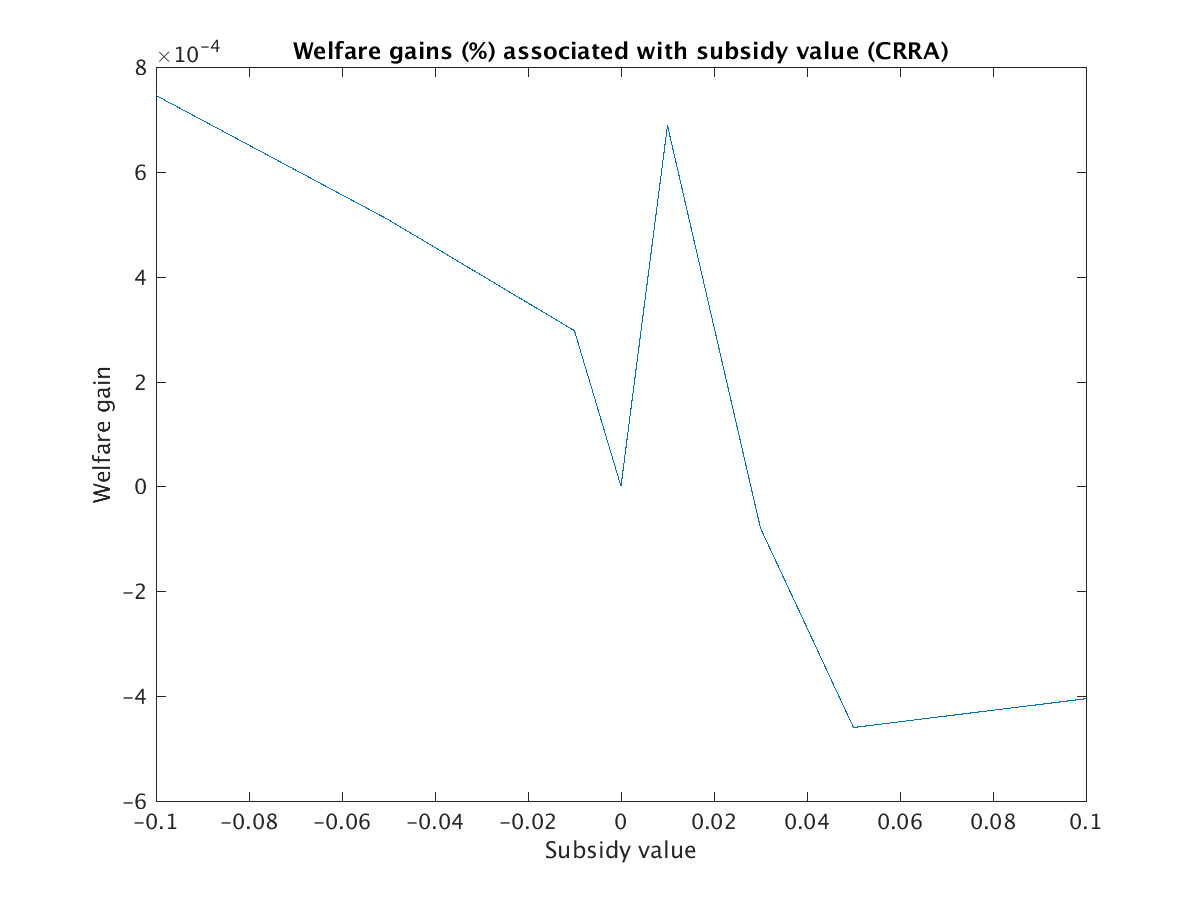 ×10⁻⁴
Welfare gains (%) associated with subsidy value (CRRA)
8
6
4
2
0
-2
-4
-6
Welfare gain
-0.1 -0.08 -0.06 -0.04 -0.02 0 0.02 0.04 0.06 0.08 0.1
Subsidy value